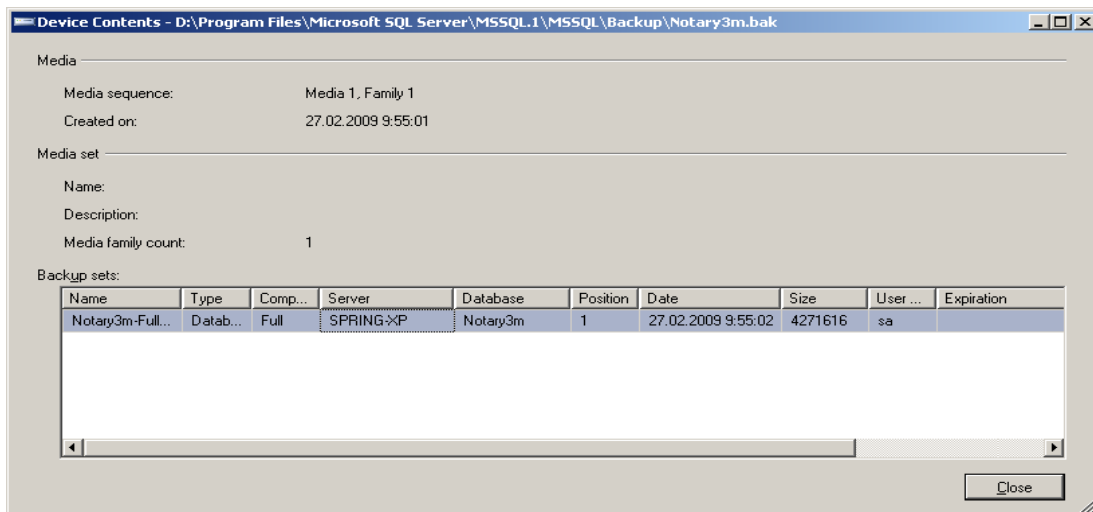 Device Contents - D:\Program Files\Microsoft SQL Server\MSSQL.1\MSSQL\Backup\Notary3m.bak
Media
Media sequence: Media 1, Family 1
Created on: 27.02.2009 9:55:01
Media set
Name:
Description:
Media family count: 1
Backup sets:
Name Type Comp... Server Database Position Date Size User ... Expiration
Notary3m-Full... Datab... Full SPRING-XP Notary3m 1 27.02.2009 9:55:02 4271616 sa
Close